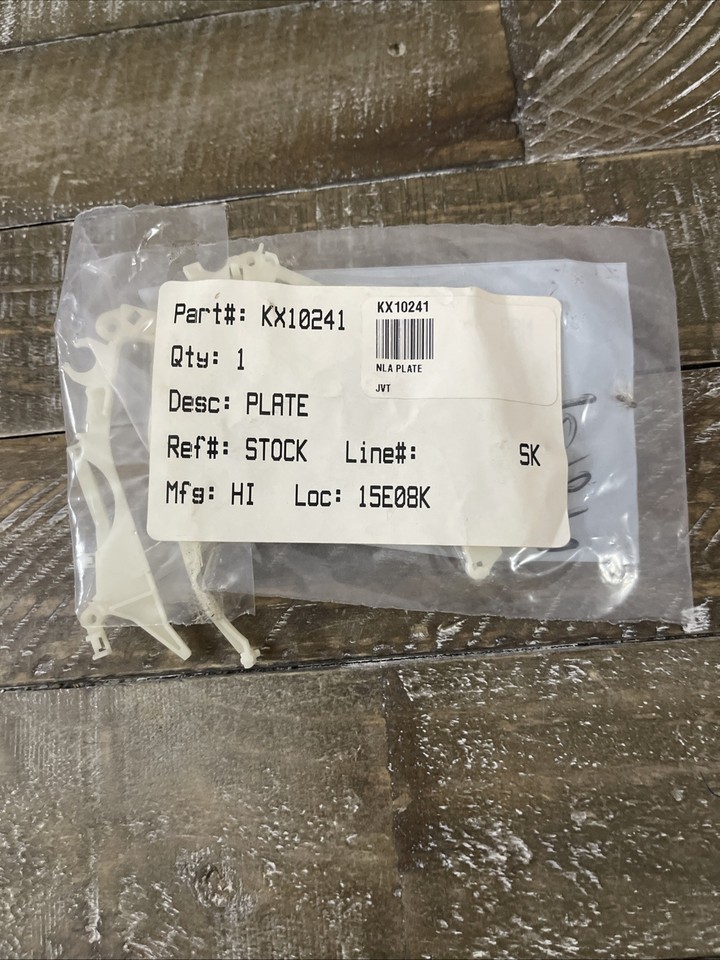 Part#: KX10241
Qty: 1
Desc: PLATE
Ref#: STOCK Line#: SK
Mfg: HI Loc: 15E08K
KX10241
NLA PLATE
JVT